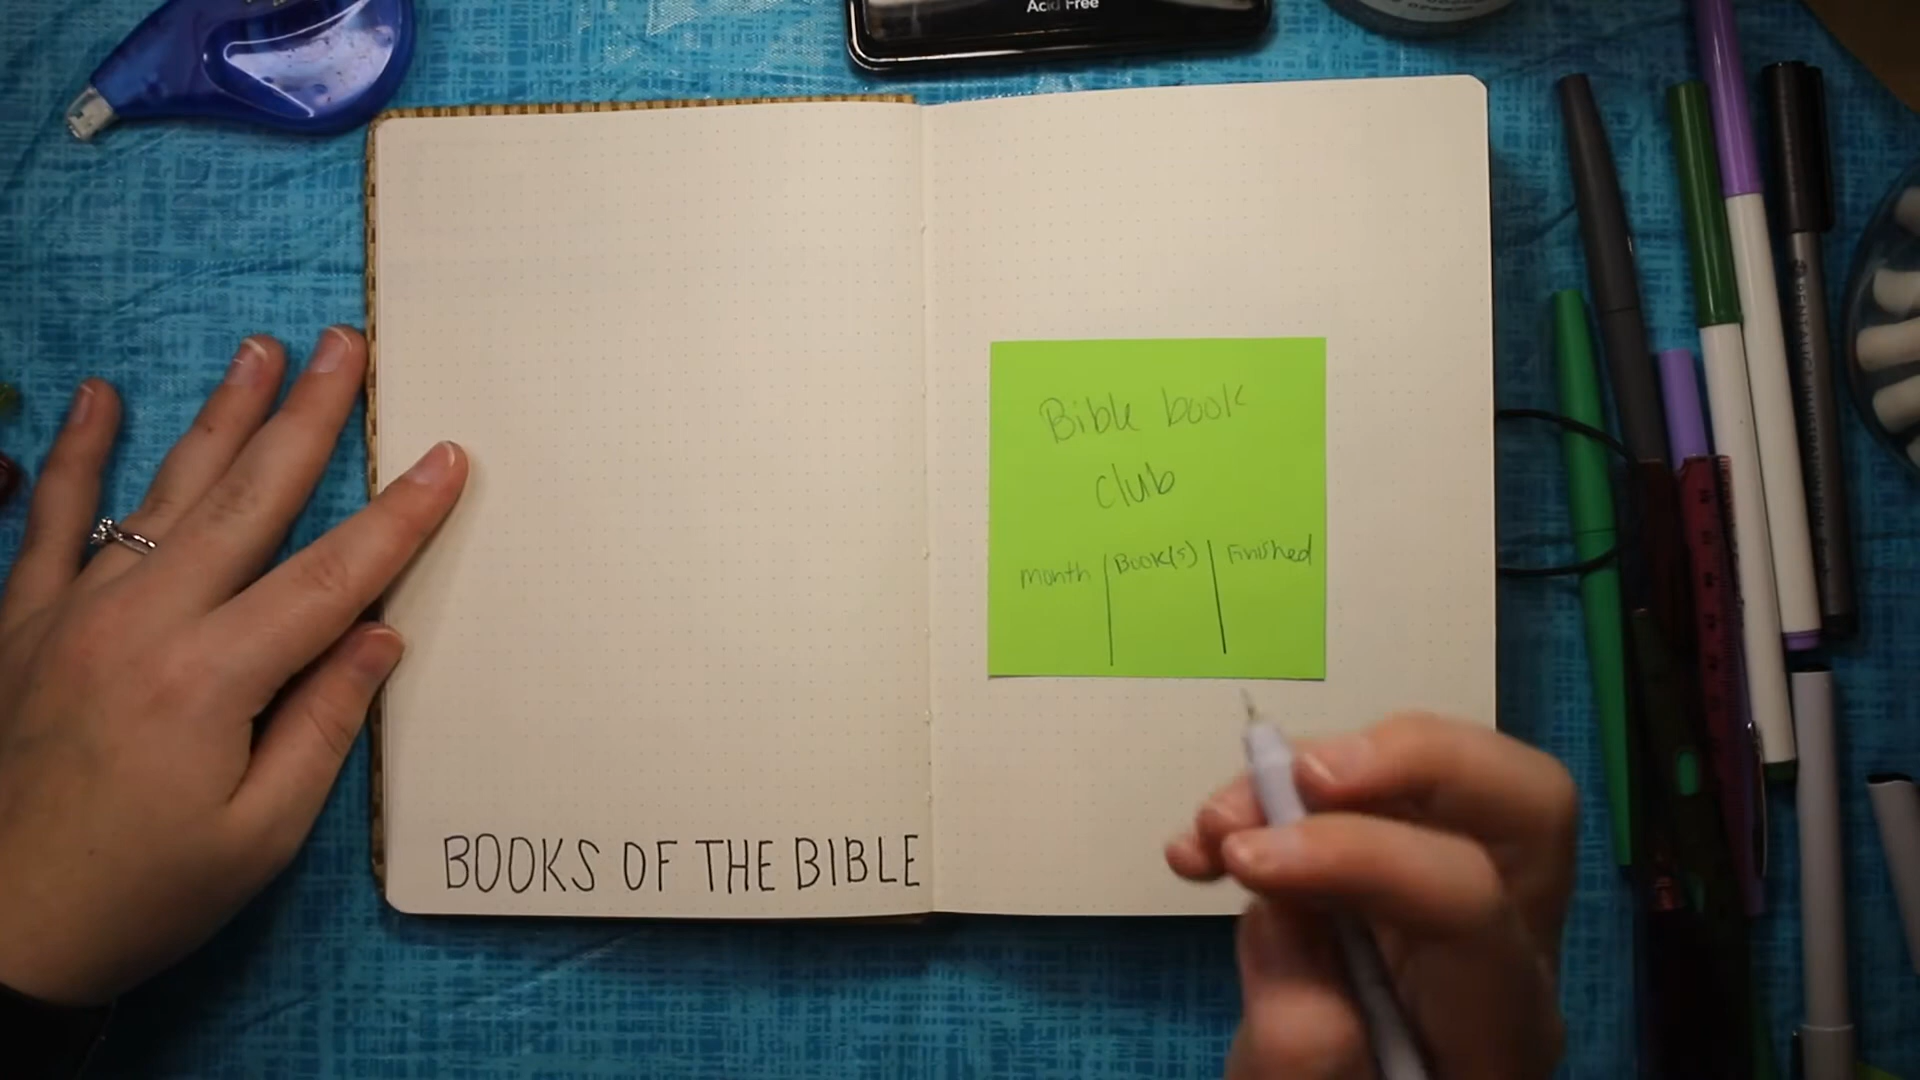 Acid Free
Bible book
club
month Book(s) Finished
BOOKS OF THE BIBLE